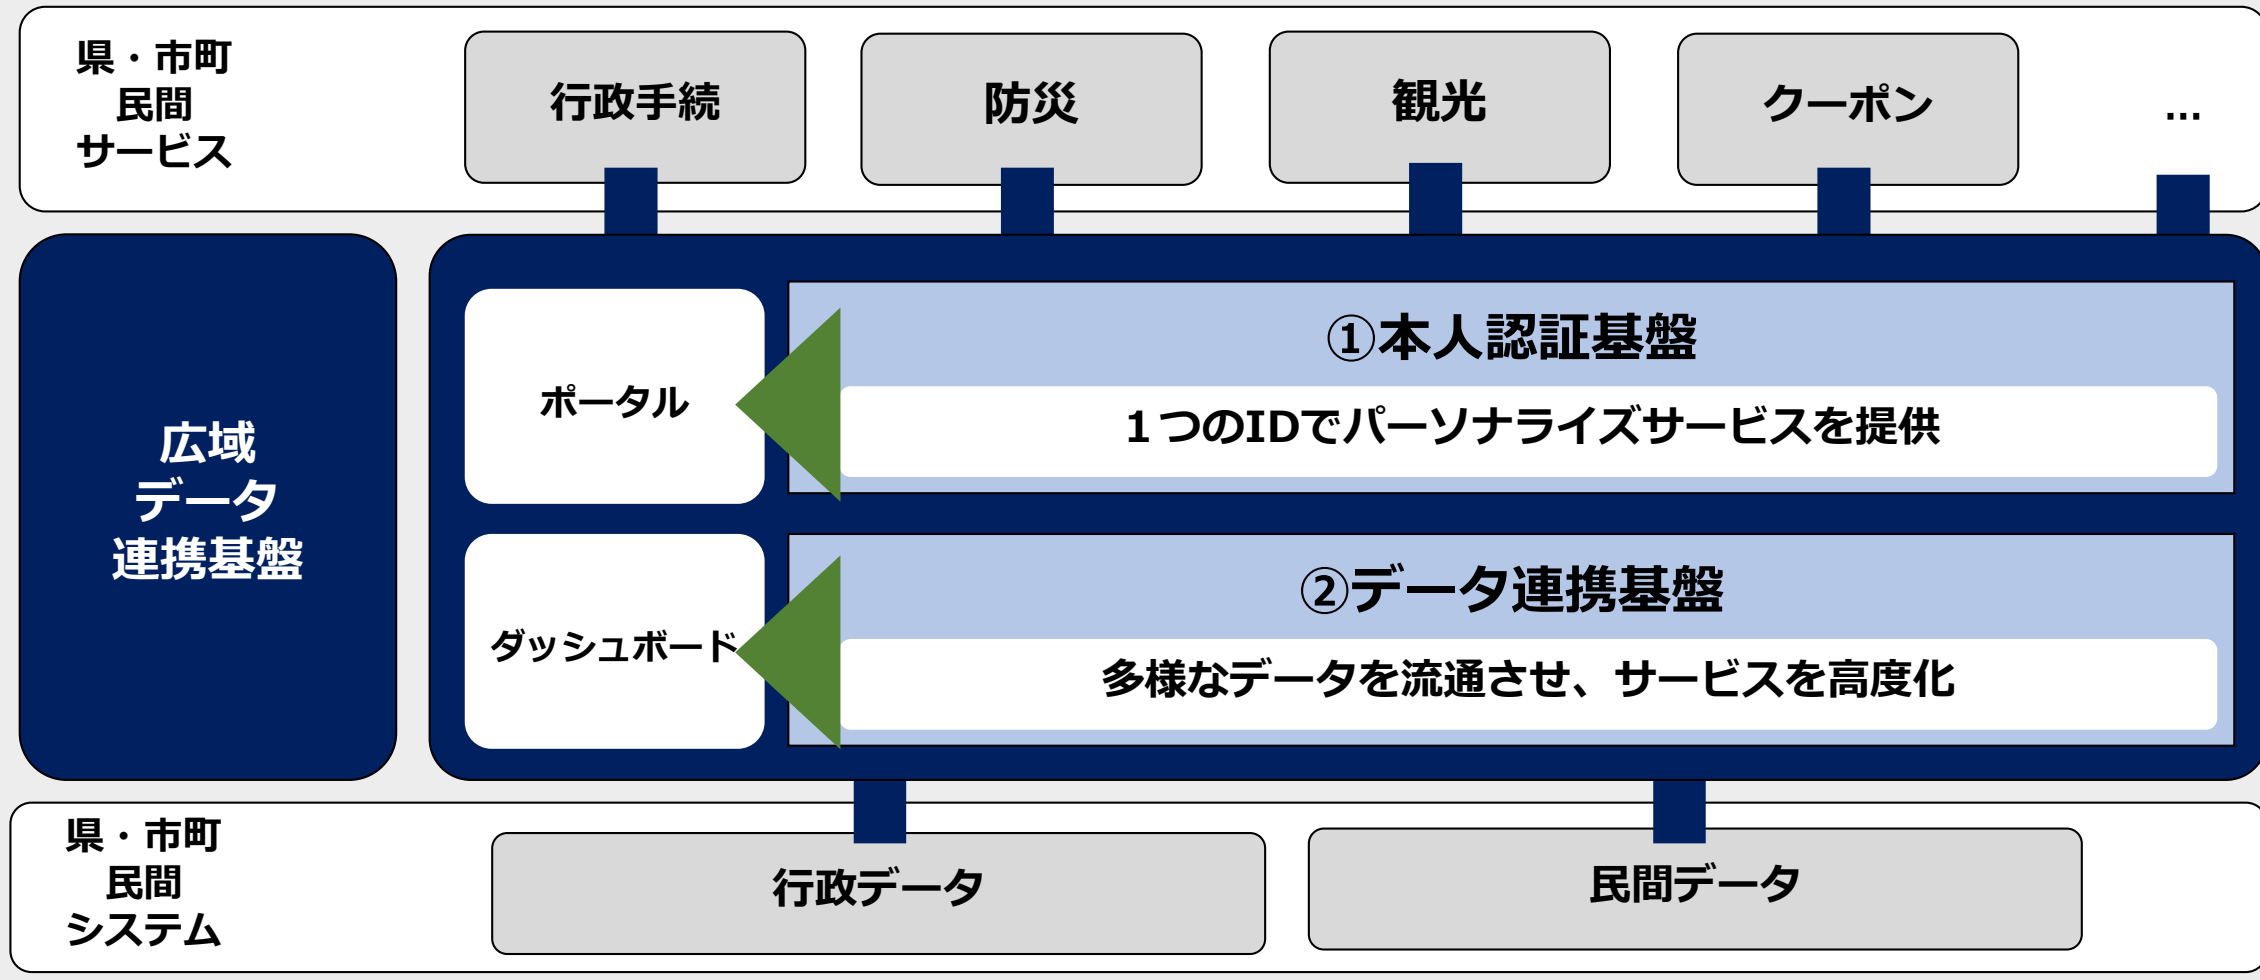 県・市町
民間
サービス
行政手続
防災
観光
クーポン
...
広域
データ
連携基盤
ポータル
①本人認証基盤
１つのIDでパーソナライズサービスを提供
ダッシュボード
②データ連携基盤
多様なデータを流通させ、サービスを高度化
県・市町
民間
システム
行政データ
民間データ